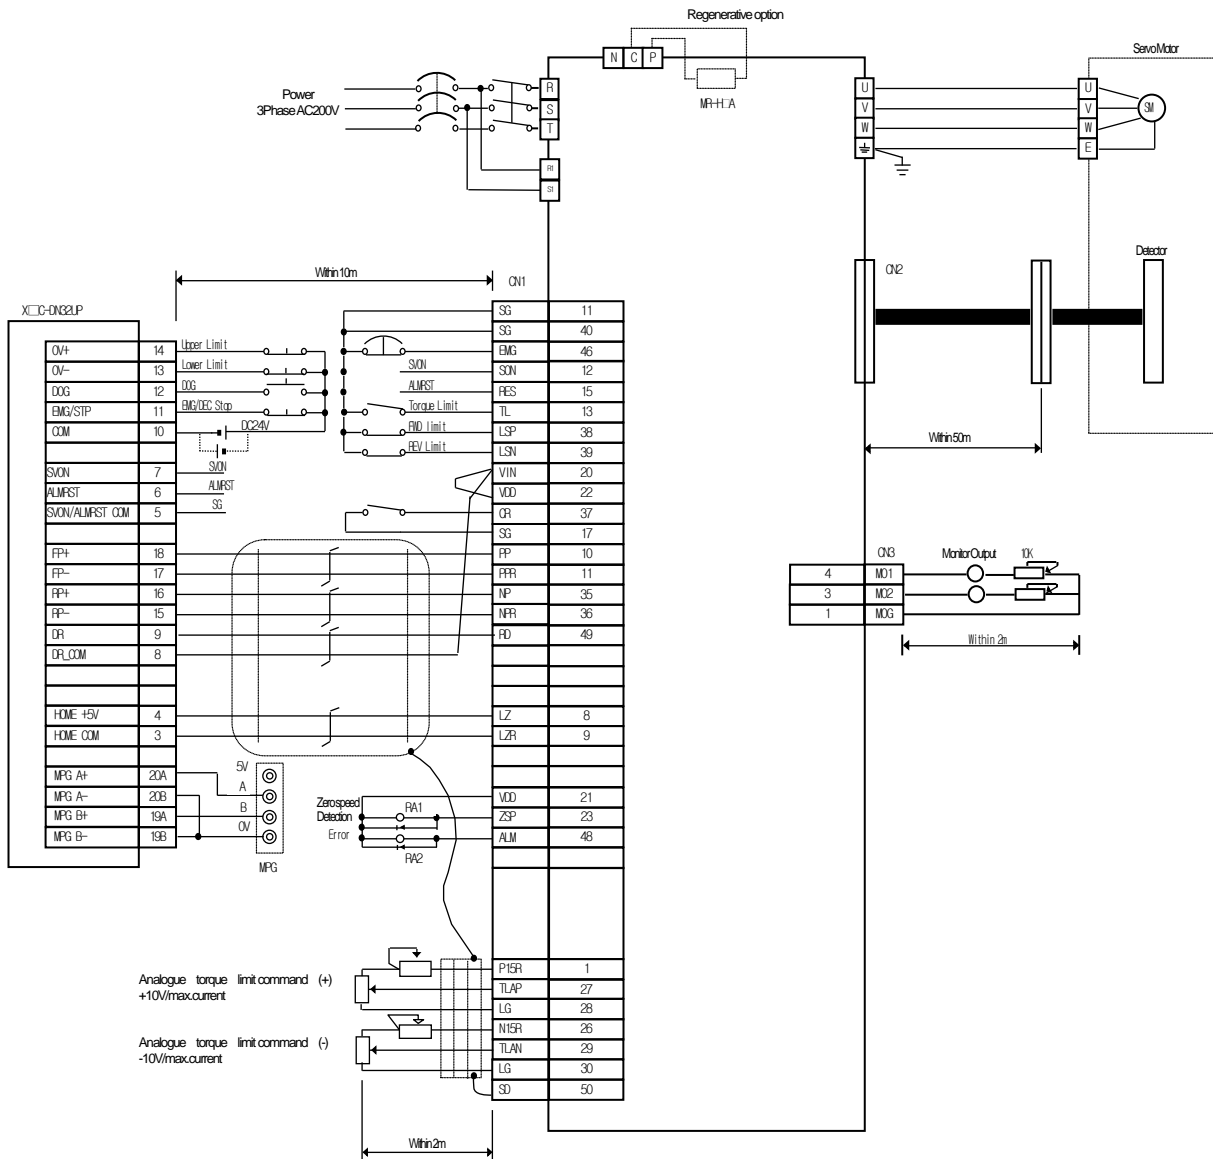 Regenerative option
N C P
MR-H□A
Servo Motor
Power
3Phase AC200V
R
S
T
R1
S1
U
V
W
U
V
W
E
SM
Within 10m
CN1
CN2
Detector
Within 50m
X□C-DN32UP
OV+ 14 Upper Limit
OV- 13 Lower Limit
DOG 12 DOG
EMG/STP 11 EMG/DEC Stop
COM 10 DC24V
SVON 7 SVON
ALMRST 6 ALMRST
SVON/ALMRST COM 5 SG
FP+ 18
FP- 17
RP+ 16
RP- 15
DR 9
DR_COM 8
HOME +5V 4
HOME COM 3
MPG A+ 20A
MPG A- 20B
MPG B+ 19A
MPG B- 19B
5V
A
B
0V
MPG
SG 11
SG 40
EMG 46
SVON SON 12
ALMRST RES 15
Torque Limit TL 13
FWD limit LSP 38
REV Limit LSN 39
VIN 20
VDD 22
CR 37
SG 17
PP 10
PPR 11
NP 35
NPR 36
RD 49
LZ 8
LZR 9
VDD 21
ZSP 23
ALM 48
Zero speed
Detection
Error
RA1
RA2
CN3
Monitor Output
10K
4 MO1
3 MO2
1 MOG
Within 2m
Analogue torque limit command (+)
+10V/max.current
Analogue torque limit command (-)
-10V/max.current
P15R 1
TLAP 27
LG 28
N15R 26
TLAN 29
LG 30
SD 50
Within 2m